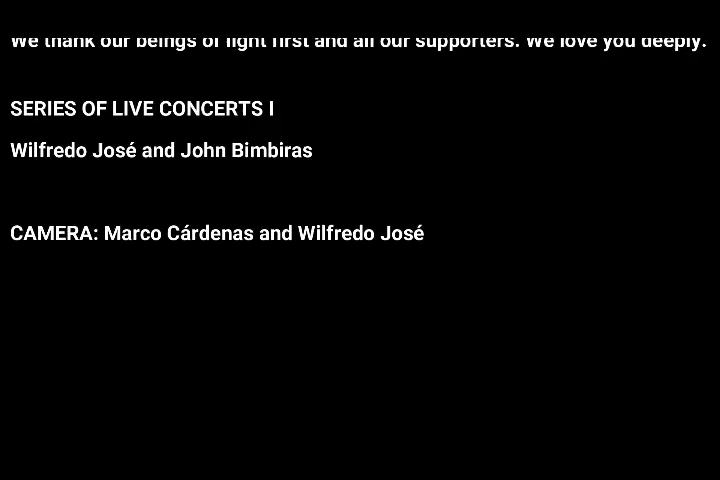 We thank our beings of light first and all our supporters. We love you deeply.
SERIES OF LIVE CONCERTS I
Wilfredo José and John Bimbiras
CAMERA: Marco Cárdenas and Wilfredo José